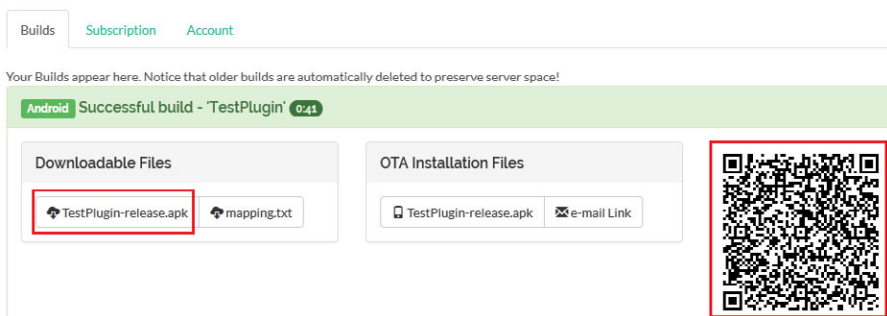 Builds Subscription Account
Your Builds appear here. Notice that older builds are automatically deleted to preserve server space!
Android Successful build - 'TestPlugin' 0:41
Downloadable Files
TestPlugin-release.apk mapping.txt
OTA Installation Files
TestPlugin-release.apk e-mail Link